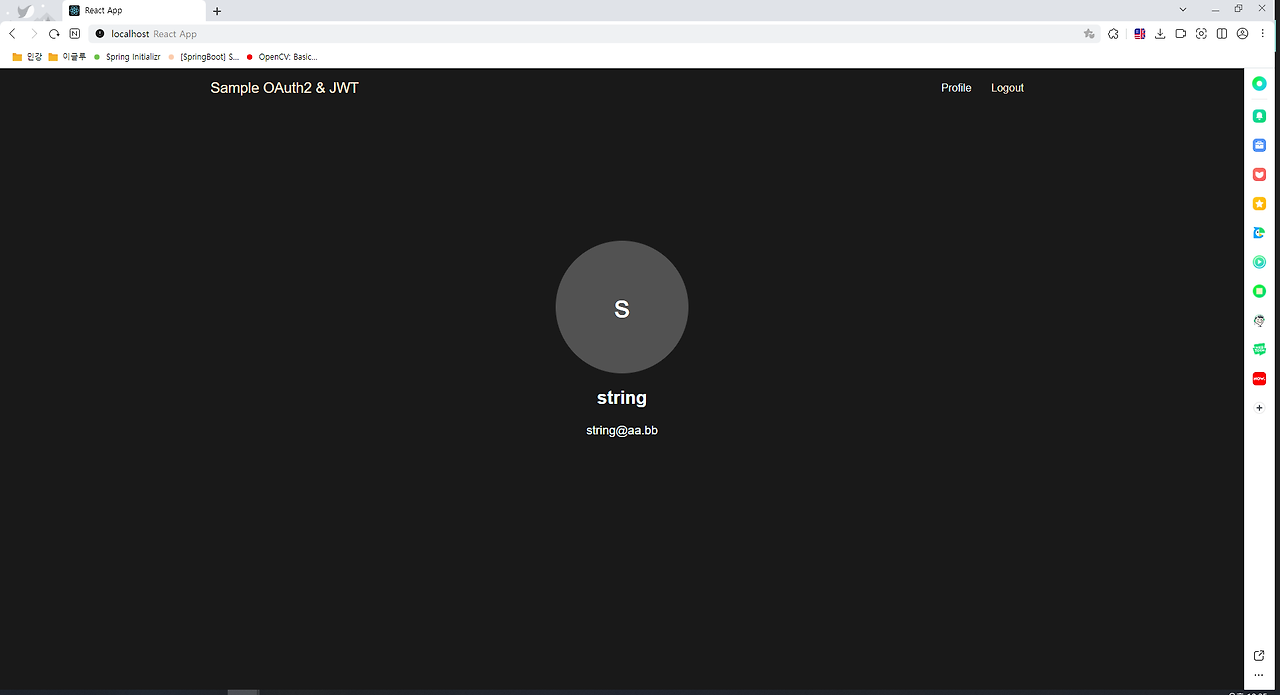 React App
localhost React App
인강 이글루 Spring Initializr [SpringBoot] S... OpenCV: Basic...
Sample OAuth2 & JWT Profile Logout
S
string
string@aa.bb